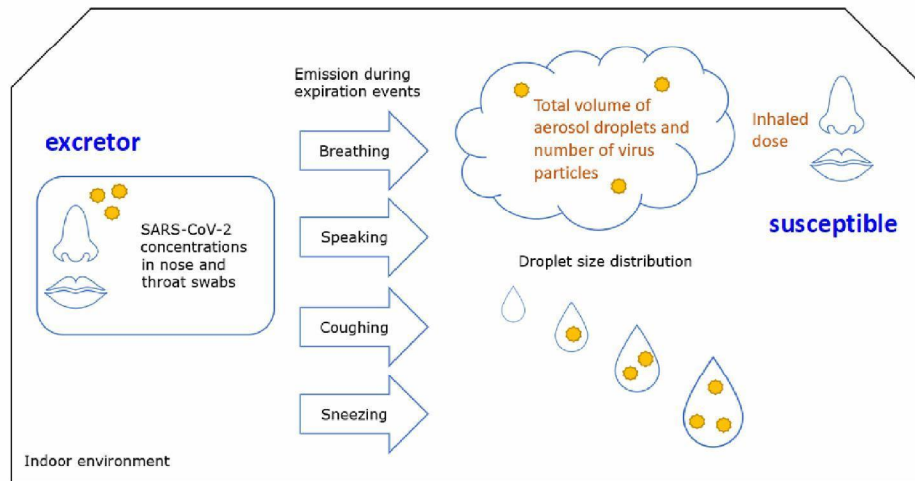 Emission during
expiration events
excretor
SARS-CoV-2
concentrations
in nose and
throat swabs
Breathing
Speaking
Coughing
Sneezing
Total volume of
aerosol droplets and
number of virus
particles
Inhaled
dose
susceptible
Droplet size distribution
Indoor environment